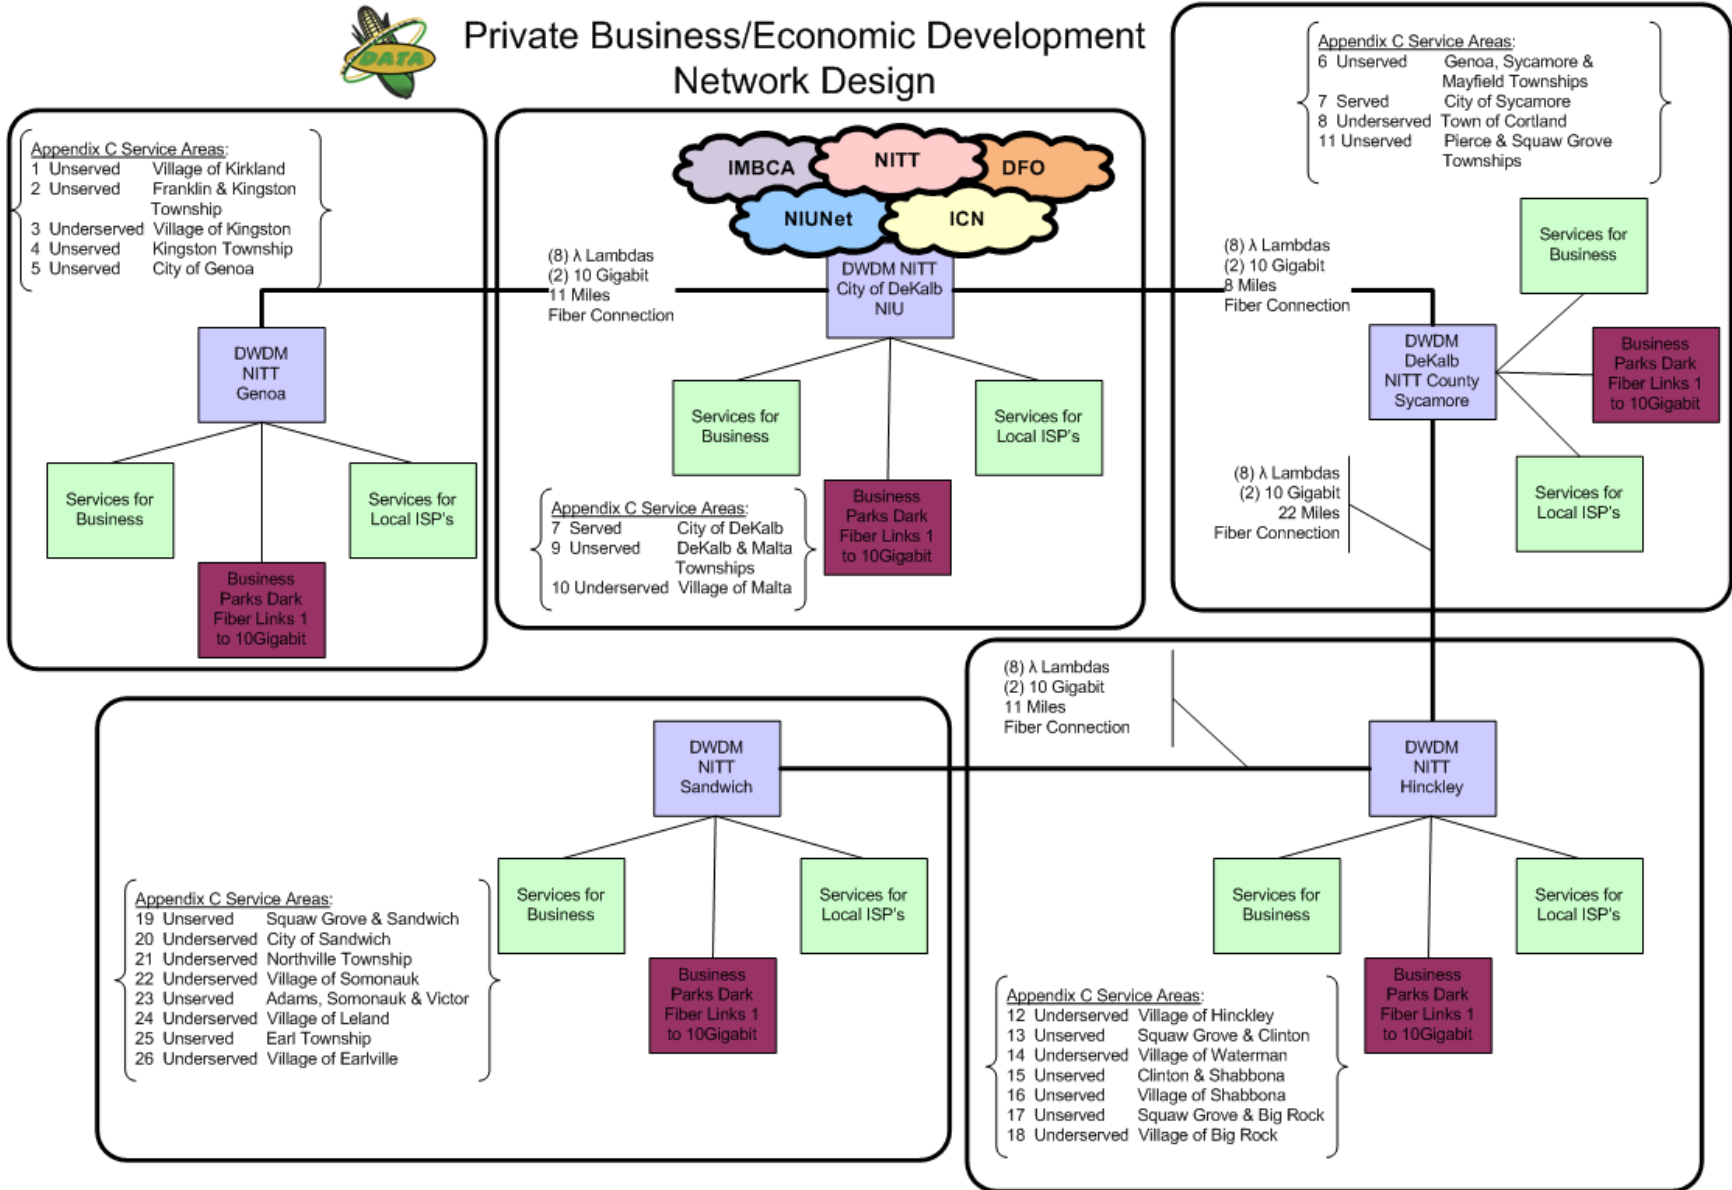 DATA
Private Business/Economic Development
Network Design
Appendix C Service Areas:
1 Unserved Village of Kirkland
2 Unserved Franklin & Kingston
Township
3 Underserved Village of Kingston
4 Unserved Kingston Township
5 Unserved City of Genoa
DWDM
NITT
Genoa
Services for
Business
Services for
Local ISP's
Business
Parks Dark
Fiber Links 1
to 10Gigabit
(8) λ Lambdas
(2) 10 Gigabit
11 Miles
Fiber Connection
IMBCA
NITT
DFO
NIUNet
ICN
DWDM NITT
City of DeKalb
NIU
Services for
Business
Services for
Local ISP's
Business
Parks Dark
Fiber Links 1
to 10Gigabit
Appendix C Service Areas:
7 Served City of DeKalb
9 Unserved DeKalb & Malta
Townships
10 Underserved Village of Malta
Appendix C Service Areas:
6 Unserved Genoa, Sycamore &
Mayfield Townships
7 Served City of Sycamore
8 Underserved Town of Cortland
11 Unserved Pierce & Squaw Grove
Townships
(8) λ Lambdas
(2) 10 Gigabit
8 Miles
Fiber Connection
Services for
Business
DWDM
DeKalb
NITT County
Sycamore
Business
Parks Dark
Fiber Links 1
to 10Gigabit
Services for
Local ISP's
(8) λ Lambdas
(2) 10 Gigabit
22 Miles
Fiber Connection
DWDM
NITT
Sandwich
Services for
Business
Services for
Local ISP's
Business
Parks Dark
Fiber Links 1
to 10Gigabit
Appendix C Service Areas:
19 Unserved Squaw Grove & Sandwich
20 Underserved City of Sandwich
21 Underserved Northville Township
22 Underserved Village of Somonauk
23 Unserved Adams, Somonauk & Victor
24 Underserved Village of Leland
25 Unserved Earl Township
26 Underserved Village of Earlville
(8) λ Lambdas
(2) 10 Gigabit
11 Miles
Fiber Connection
DWDM
NITT
Hinckley
Services for
Business
Services for
Local ISP's
Business
Parks Dark
Fiber Links 1
to 10Gigabit
Appendix C Service Areas:
12 Underserved Village of Hinckley
13 Unserved Squaw Grove & Clinton
14 Underserved Village of Waterman
15 Unserved Clinton & Shabbona
16 Unserved Village of Shabbona
17 Unserved Squaw Grove & Big Rock
18 Underserved Village of Big Rock